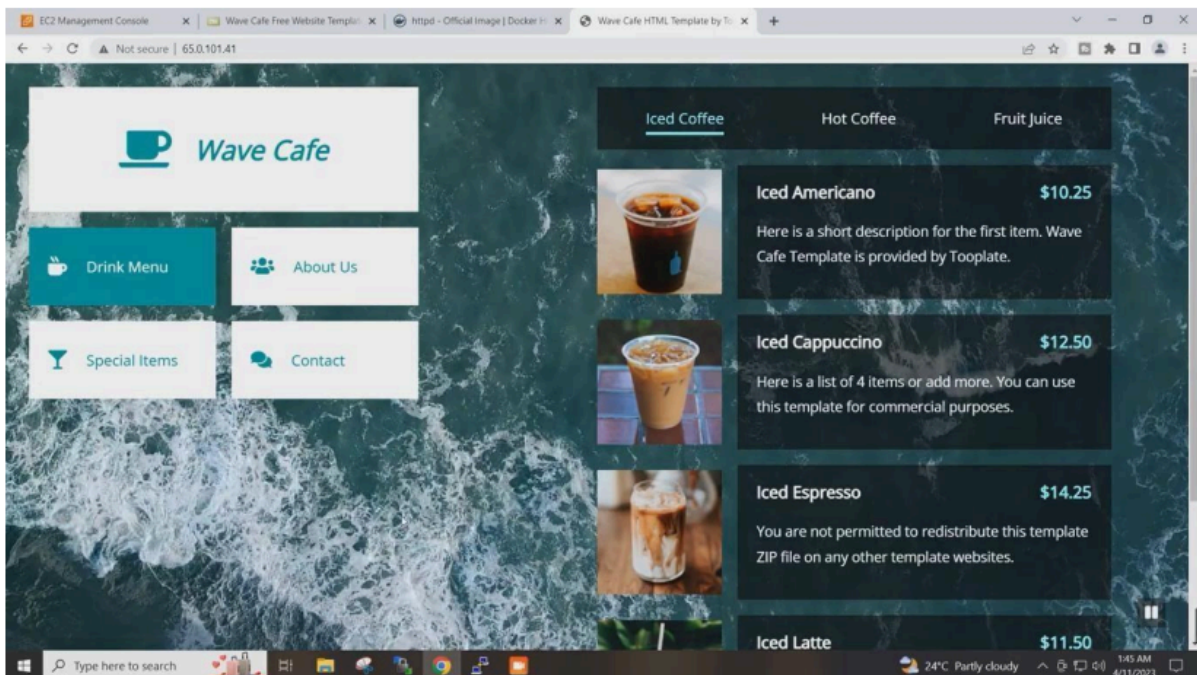 EC2 Management Console
Wave Cafe Free Website Templat
httpd - Official Image | Docker H
Wave Cafe HTML Template by To
Not secure | 65.0.101.41
Wave Cafe
Drink Menu
About Us
Special Items
Contact
Iced Coffee
Hot Coffee
Fruit Juice
Iced Americano $10.25
Here is a short description for the first item. Wave
Cafe Template is provided by Tooplate.
Iced Cappuccino $12.50
Here is a list of 4 items or add more. You can use
this template for commercial purposes.
Iced Espresso $14.25
You are not permitted to redistribute this template
ZIP file on any other template websites.
Iced Latte $11.50
Type here to search
24°C Partly cloudy
1:45 AM
4/11/2023